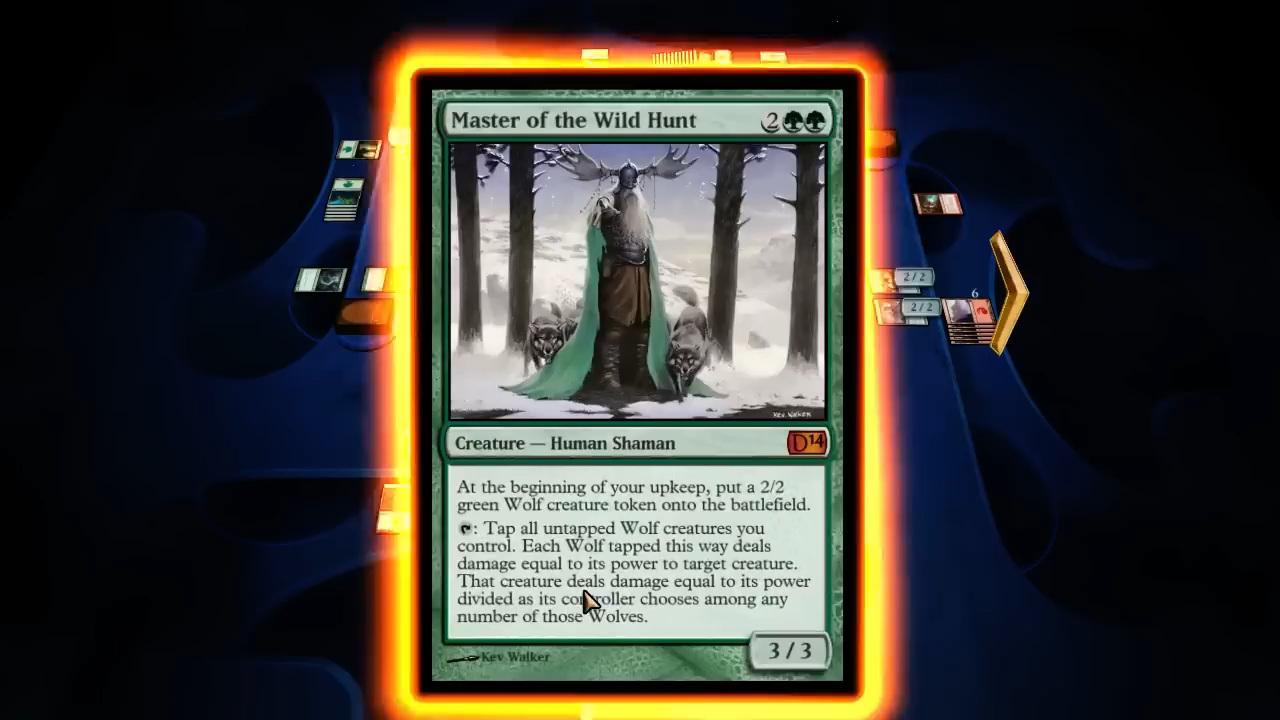 Master of the Wild Hunt 2
Kev Walker
Creature — Human Shaman D14
At the beginning of your upkeep, put a 2/2
green Wolf creature token onto the battlefield.
: Tap all untapped Wolf creatures you
control. Each Wolf tapped this way deals
damage equal to its power to target creature.
That creature deals damage equal to its power
divided as its controller chooses among any
number of those Wolves.
3 / 3
Kev Walker
2 / 2
2 / 2
6